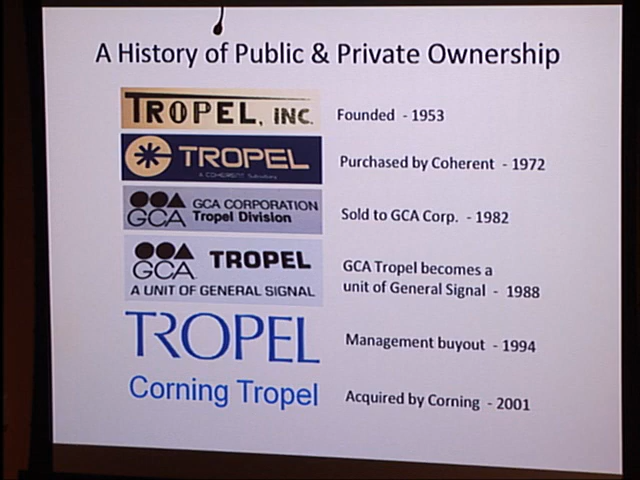 A History of Public & Private Ownership
TROPEL, INC.
Founded - 1953
TROPEL
A COHERENT Subsidiary
Purchased by Coherent - 1972
GCA
GCA CORPORATION
Tropel Division
Sold to GCA Corp. - 1982
GCA
TROPEL
A UNIT OF GENERAL SIGNAL
GCA Tropel becomes a
unit of General Signal - 1988
TROPEL
Management buyout - 1994
Corning Tropel
Acquired by Corning - 2001